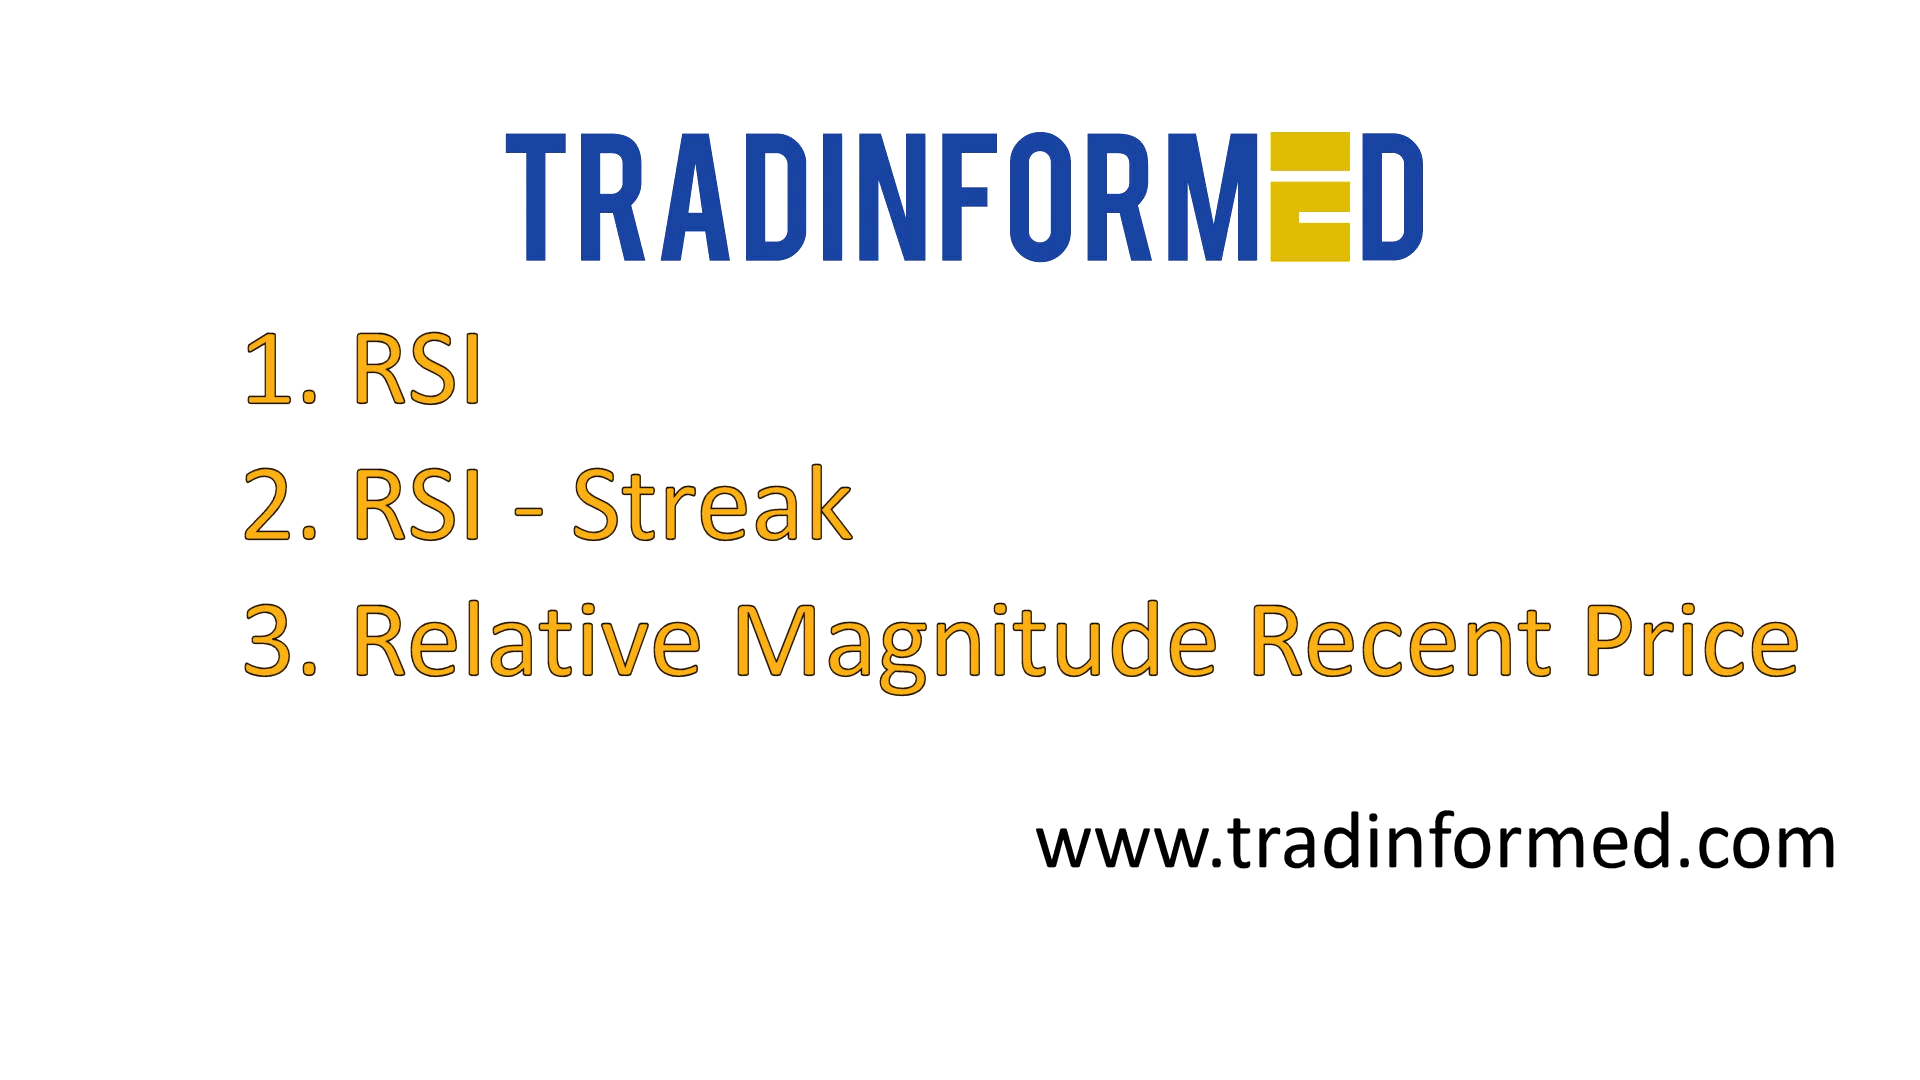 TRADINFORMED
1. RSI
2. RSI - Streak
3. Relative Magnitude Recent Price
www.tradinformed.com